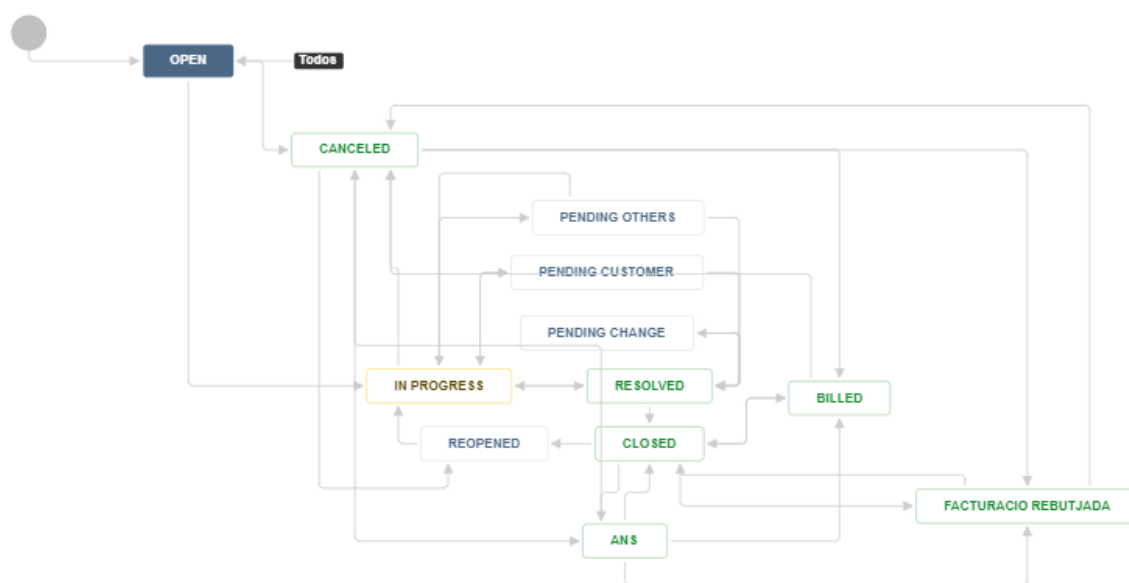 OPEN
Todos
CANCELED
PENDING OTHERS
PENDING CUSTOMER
PENDING CHANGE
IN PROGRESS
RESOLVED
BILLED
REOPENED
CLOSED
FACTURACIO REBUTJADA
ANS